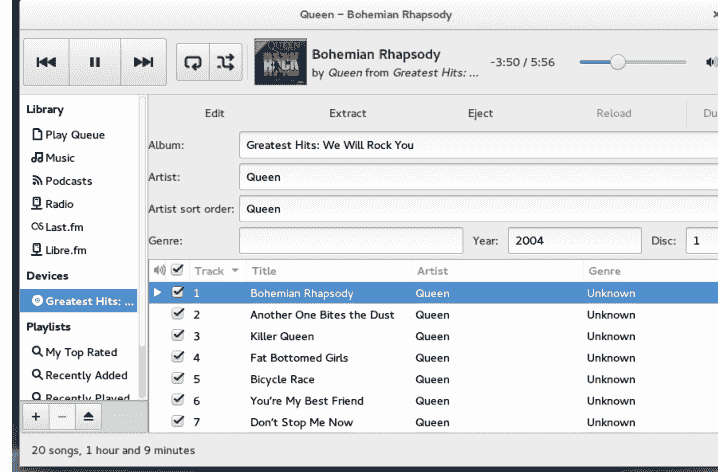 Queen – Bohemian Rhapsody
Bohemian Rhapsody
by Queen from Greatest Hits: ...
-3:50 / 5:56
QUEEN
ROCK
Library
Play Queue
Music
Podcasts
Radio
Last.fm
Libre.fm
Devices
Greatest Hits: ...
Playlists
My Top Rated
Recently Added
Recently Played
Edit Extract Eject Reload Du
Album: Greatest Hits: We Will Rock You
Artist: Queen
Artist sort order: Queen
Genre: Year: 2004 Disc: 1
Track Title Artist Genre
1 Bohemian Rhapsody Queen Unknown
2 Another One Bites the Dust Queen Unknown
3 Killer Queen Queen Unknown
4 Fat Bottomed Girls Queen Unknown
5 Bicycle Race Queen Unknown
6 You're My Best Friend Queen Unknown
7 Don't Stop Me Now Queen Unknown
20 songs, 1 hour and 9 minutes